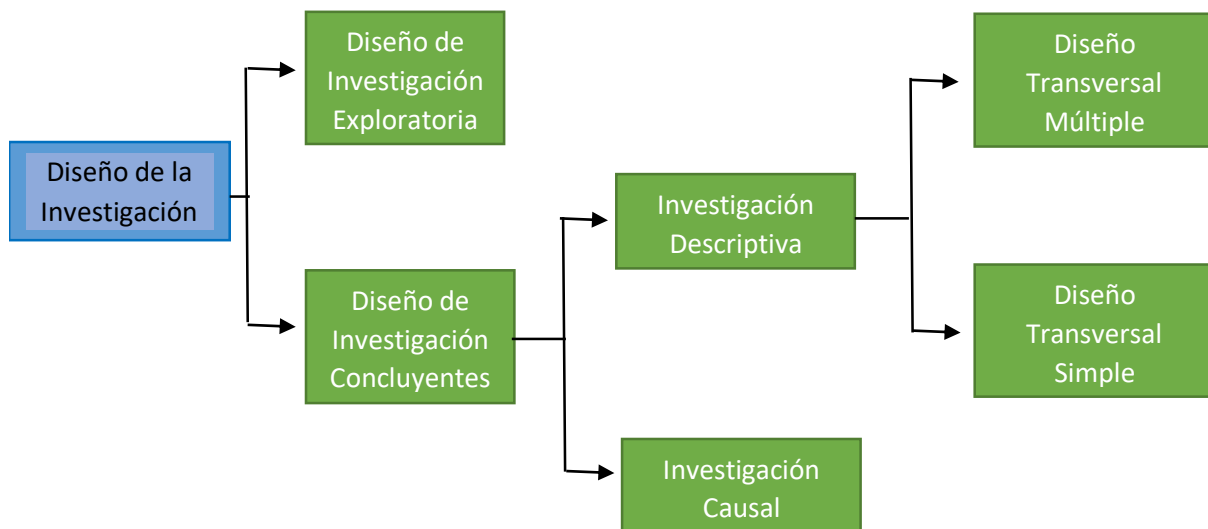 Diseño de la
Investigación
Diseño de
Investigación
Exploratoria
Diseño de
Investigación
Concluyentes
Investigación
Descriptiva
Investigación
Causal
Diseño
Transversal
Múltiple
Diseño
Transversal
Simple